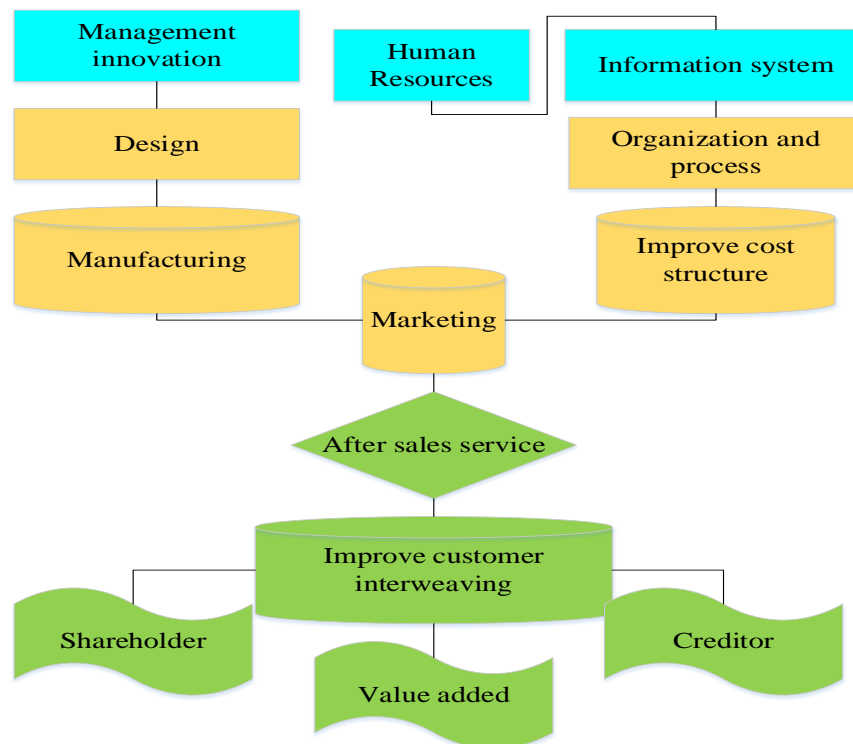 Management
innovation
Human
Resources
Information system
Design
Organization and
process
Manufacturing
Improve cost
structure
Marketing
After sales service
Improve customer
interweaving
Shareholder
Creditor
Value added